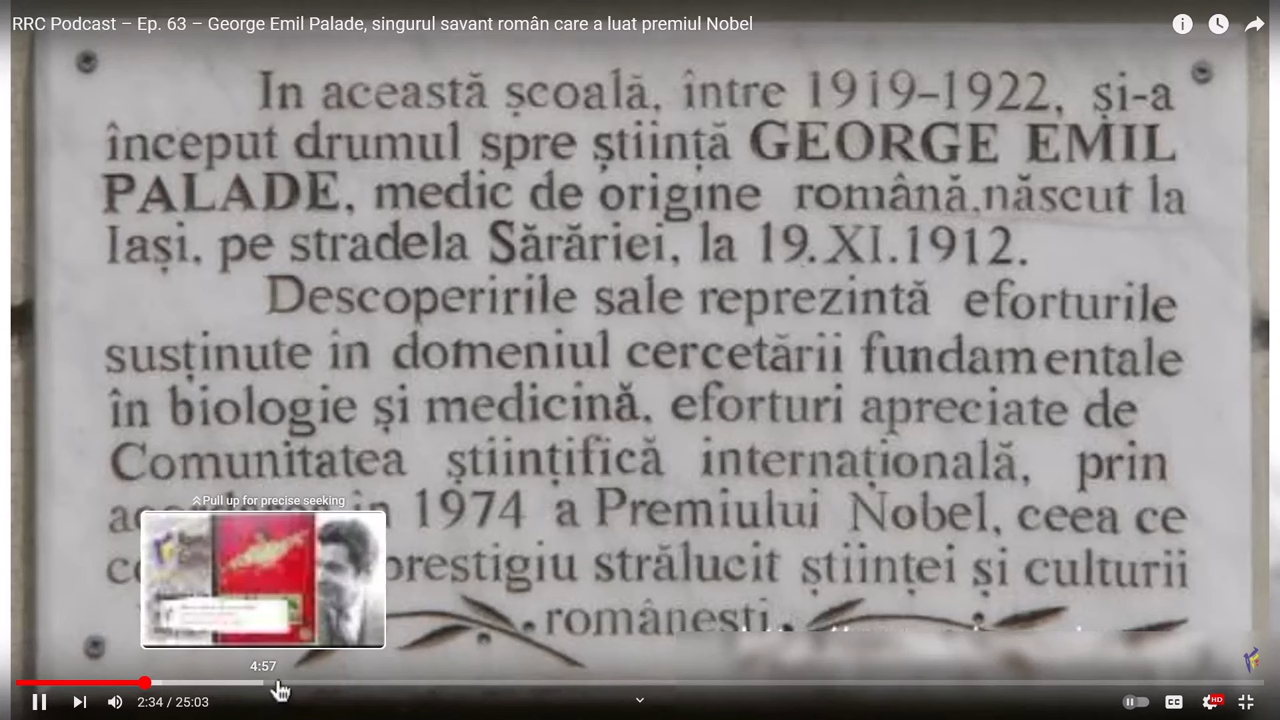 RRC Podcast – Ep. 63 – George Emil Palade, singurul savant român care a luat premiul Nobel
In această școală, între 1919–1922, și-a
început drumul spre știință GEORGE EMIL
PALADE, medic de origine română,născut la
Iași, pe stradela Sărăriei, la 19.XI.1912.
Descoperirile sale reprezintă eforturile
susținute in domeniul cercetării fundamentale
în biologie și medicină, eforturi apreciate de
Comunitatea științifică internațională, prin
1974 a Premiului Nobel, ceea ce
prestigiu strălucit științei și culturii
românești.
Pull up for precise seeking
4:57
2:34 / 25:03
CC
HD